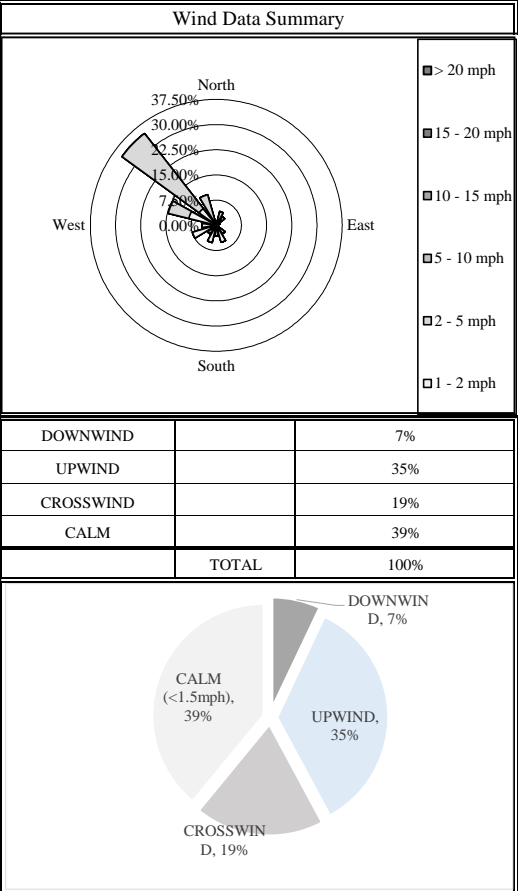 Wind Data Summary
North
37.50%
30.00%
22.50%
15.00%
7.50%
0.00%
West
East
South
> 20 mph
15 - 20 mph
10 - 15 mph
5 - 10 mph
2 - 5 mph
1 - 2 mph
DOWNWIND 7%
UPWIND 35%
CROSSWIND 19%
CALM 39%
TOTAL 100%
DOWNWIN
D, 7%
CALM
(<1.5mph),
39%
UPWIND,
35%
CROSSWIN
D, 19%